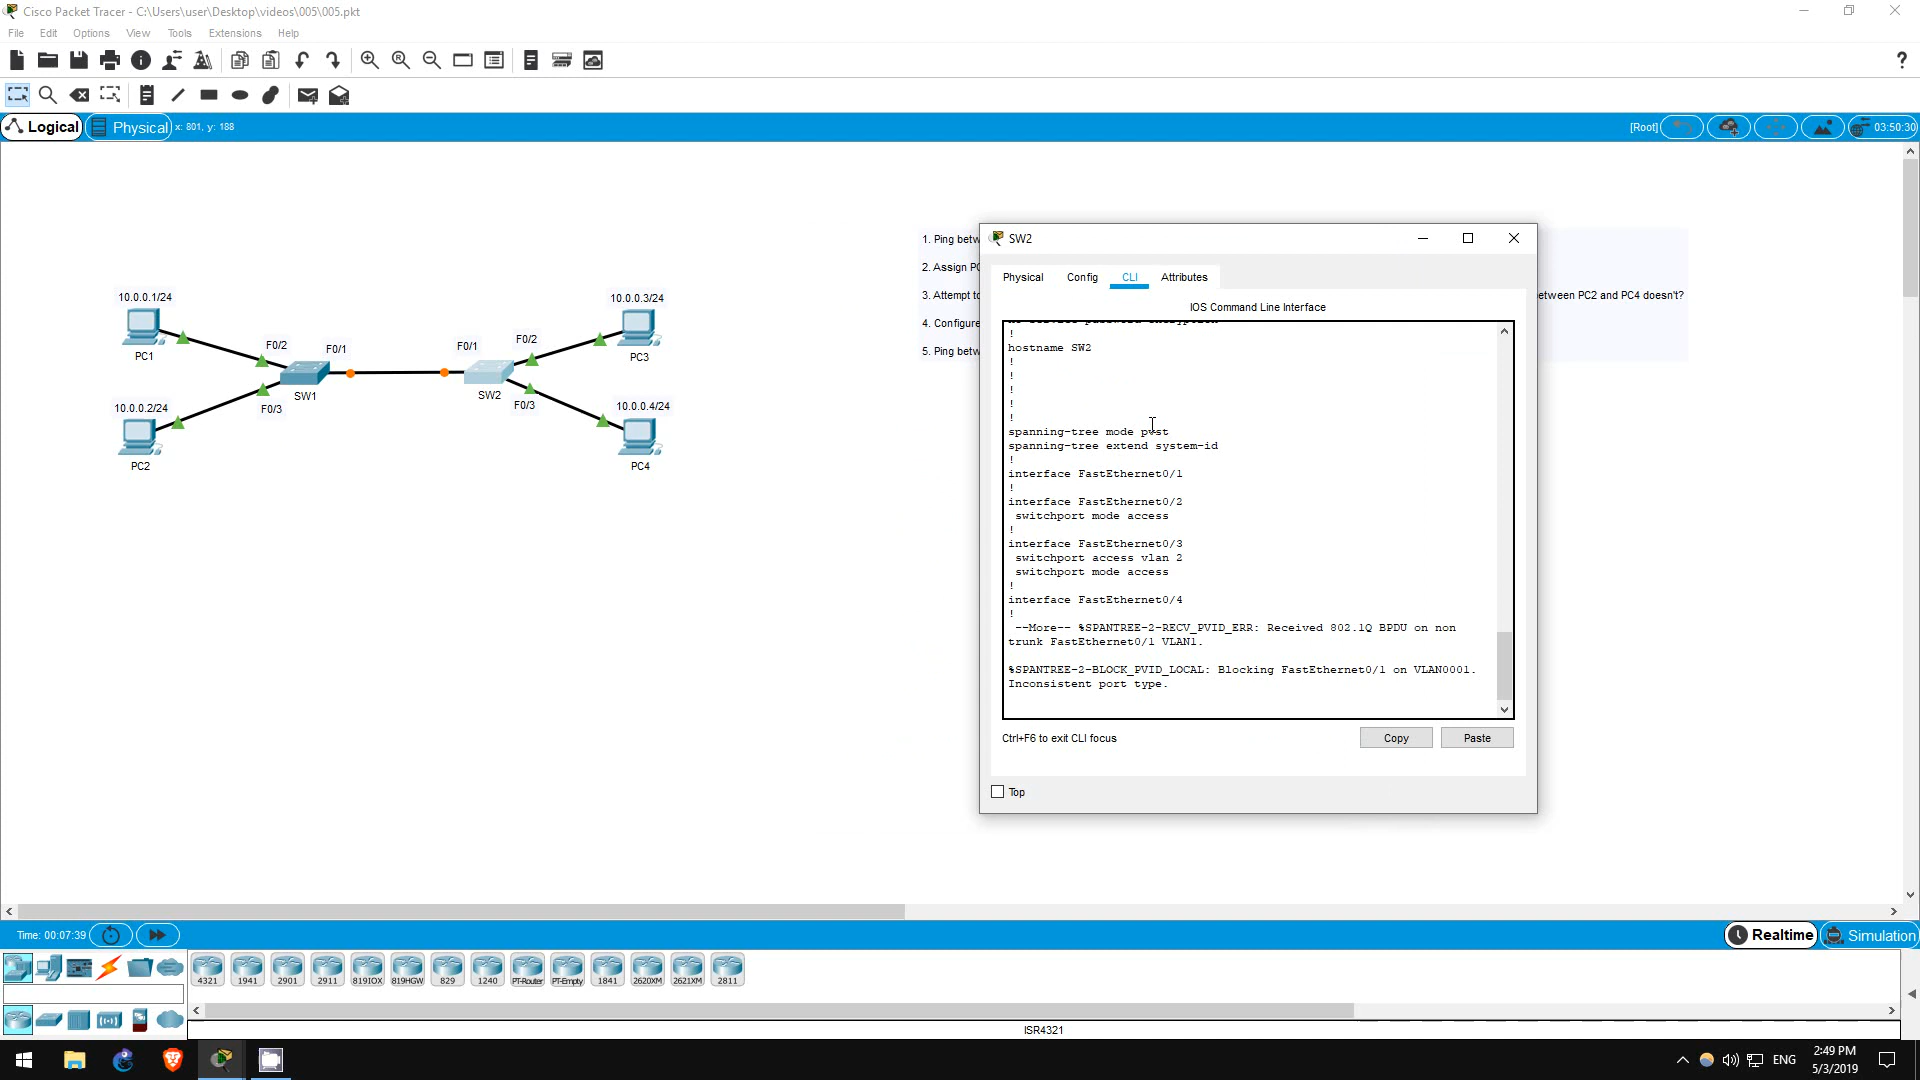 Cisco Packet Tracer - C:\Users\user\Desktop\videos\005\005.pkt
File Edit Options View Tools Extensions Help
Logical Physical x: 801, y: 188 [Root] 03:50:30
1. Ping betw
2. Assign PC
3. Attempt to etween PC2 and PC4 doesn't?
4. Configure
5. Ping betw
10.0.0.1/24
PC1
F0/2
F0/1
10.0.0.2/24
PC2
F0/3
SW1
F0/1
F0/2
SW2
F0/3
10.0.0.3/24
PC3
10.0.0.4/24
PC4
SW2
Physical Config CLI Attributes
IOS Command Line Interface
!
hostname SW2
!
!
!
!
!
spanning-tree mode pvst
spanning-tree extend system-id
!
interface FastEthernet0/1
!
interface FastEthernet0/2
switchport mode access
!
interface FastEthernet0/3
switchport access vlan 2
switchport mode access
!
interface FastEthernet0/4
!
--More-- %SPANTREE-2-RECV_PVID_ERR: Received 802.1Q BPDU on non
trunk FastEthernet0/1 VLAN1.
%SPANTREE-2-BLOCK_PVID_LOCAL: Blocking FastEthernet0/1 on VLAN0001.
Inconsistent port type.
Ctrl+F6 to exit CLI focus Copy Paste
Top
Time: 00:07:39 Realtime Simulation
4321 1941 2901 2911 819IOX 819HGW 829 1240 PT-Router PT-Empty 1841 2620XM 2621XM 2811
ISR4321
ENG
2:49 PM
5/3/2019